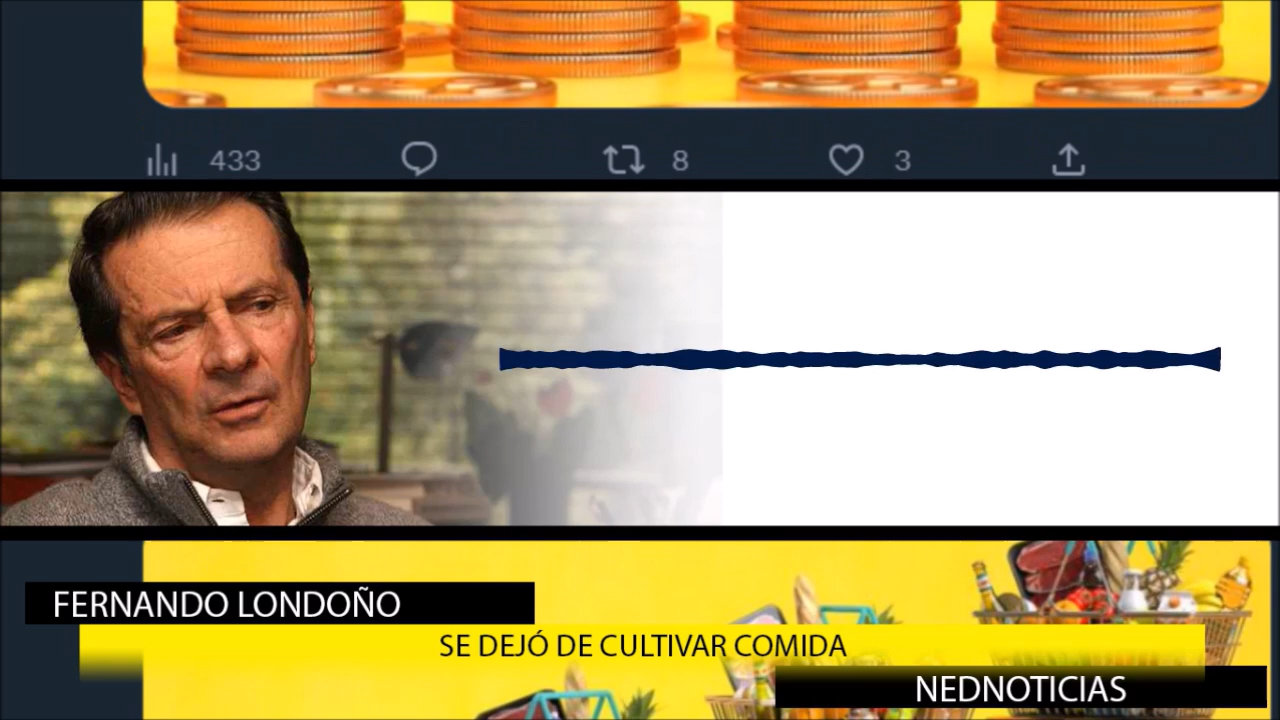 433
8
3
FERNANDO LONDOÑO
SE DEJÓ DE CULTIVAR COMIDA
NEDNOTICIAS